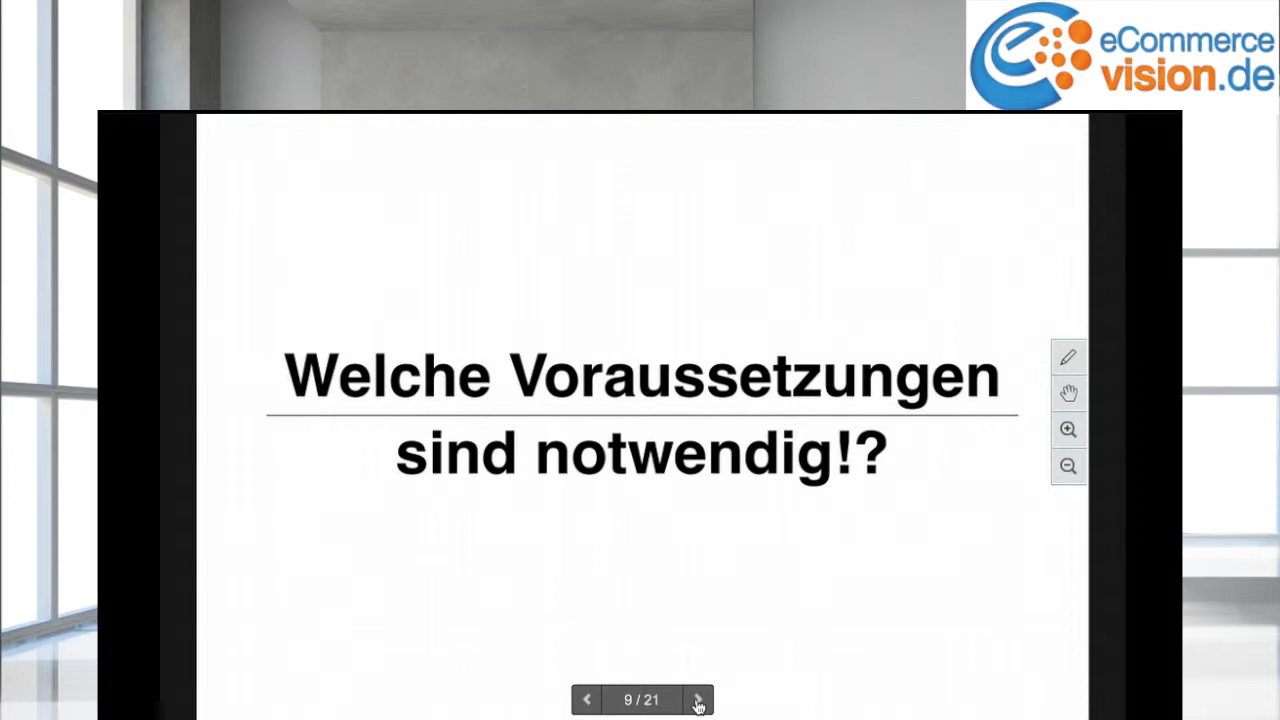 eCommerce
vision.de
Welche Voraussetzungen
sind notwendig!?
9 / 21